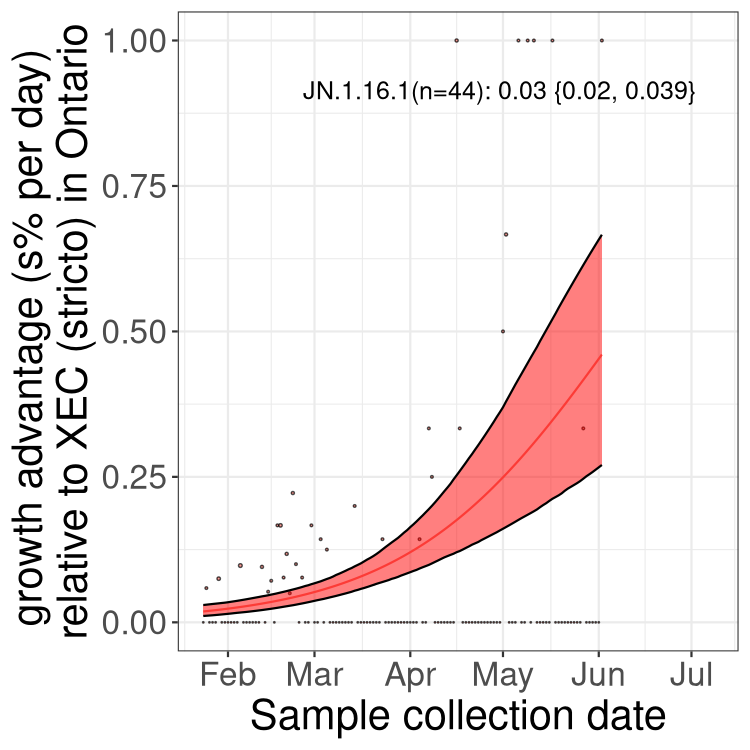 growth advantage (s% per day)
relative to XEC (stricto) in Ontario
1.00
0.75
0.50
0.25
0.00
JN.1.16.1(n=44): 0.03 {0.02, 0.039}
Feb Mar Apr May Jun Jul
Sample collection date